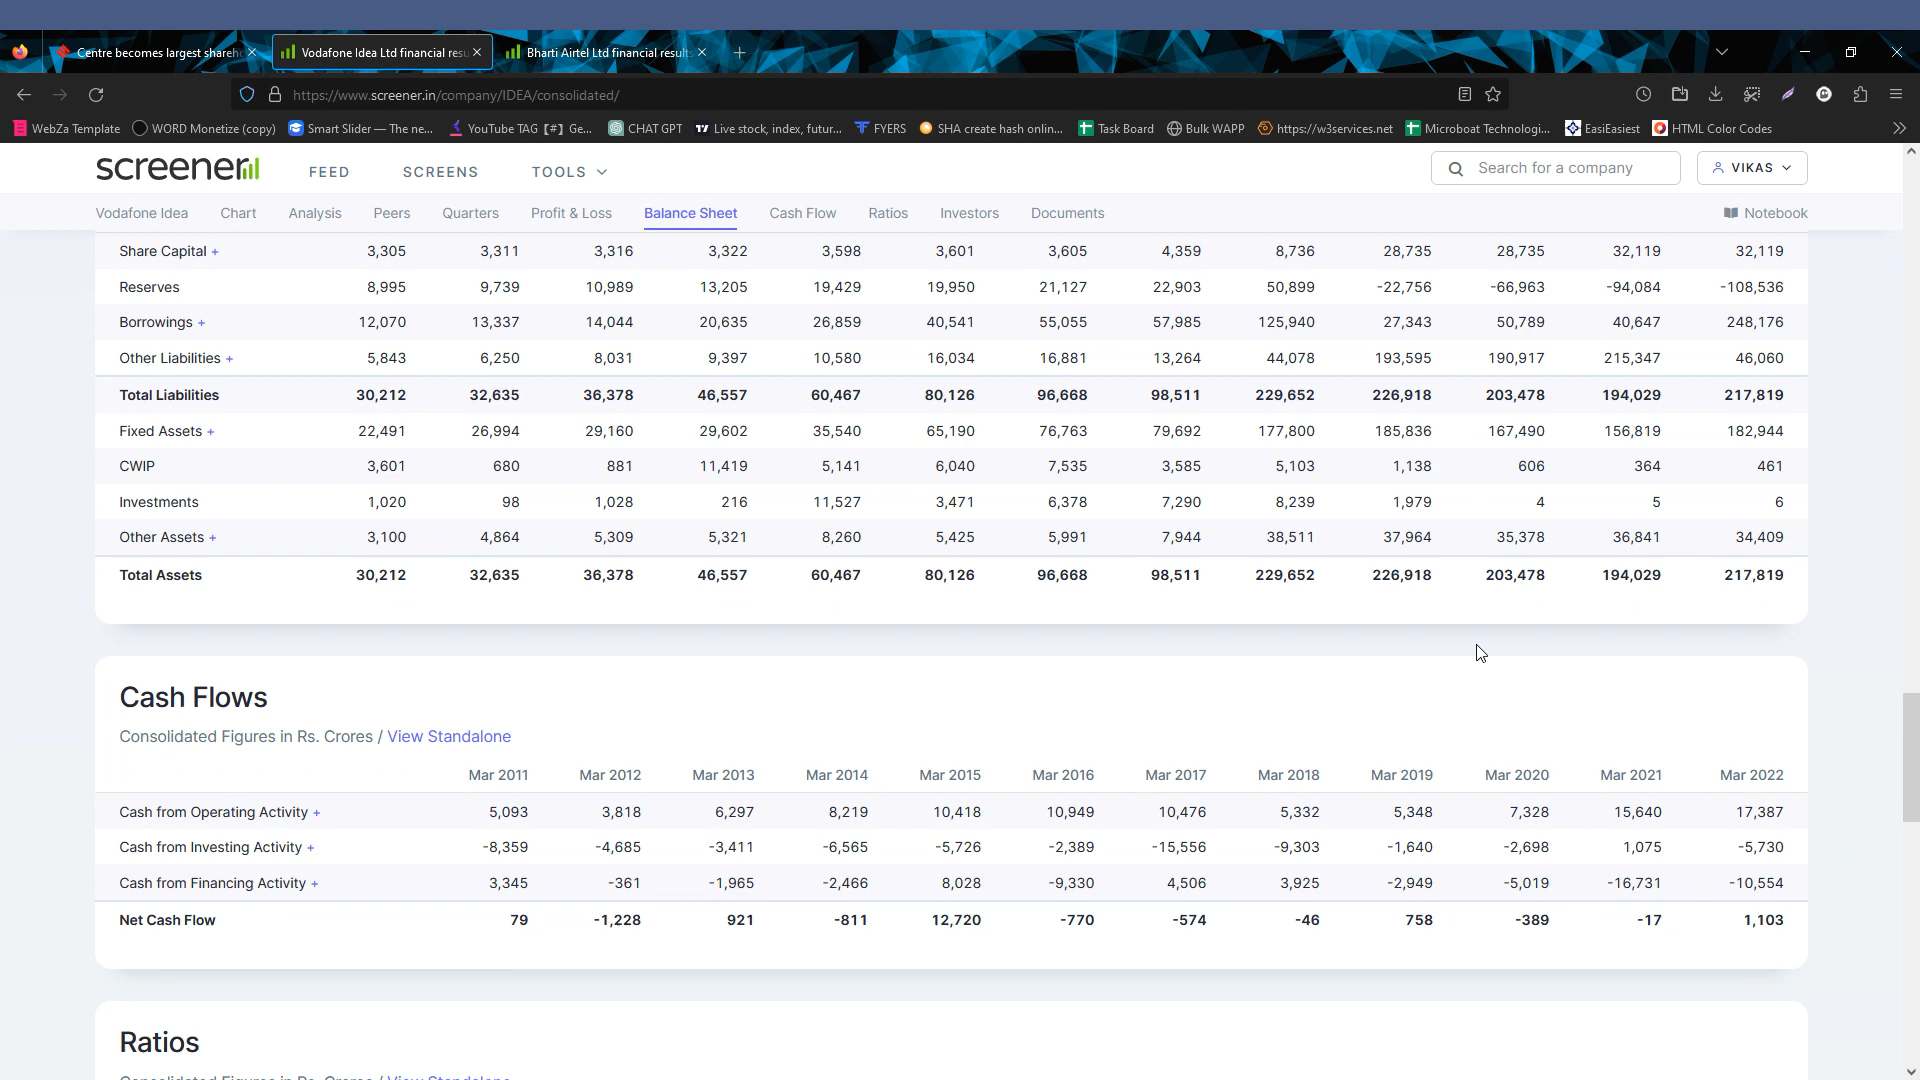 Centre becomes largest shareh
Vodafone Idea Ltd financial resu
Bharti Airtel Ltd financial results
https://www.screener.in/company/IDEA/consolidated/
WebZa Template
WORD Monetize (copy)
Smart Slider — The ne...
YouTube TAG [#] Ge...
CHAT GPT
Live stock, index, futur...
FYERS
SHA create hash onlin...
Task Board
Bulk WAPP
https://w3services.net
Microboat Technologi...
EasiEasiest
HTML Color Codes
screener
FEED SCREENS TOOLS
Search for a company
VIKAS
Vodafone Idea Chart Analysis Peers Quarters Profit & Loss Balance Sheet Cash Flow Ratios Investors Documents Notebook
Share Capital + 3,305 3,311 3,316 3,322 3,598 3,601 3,605 4,359 8,736 28,735 28,735 32,119 32,119
Reserves 8,995 9,739 10,989 13,205 19,429 19,950 21,127 22,903 50,899 -22,756 -66,963 -94,084 -108,536
Borrowings + 12,070 13,337 14,044 20,635 26,859 40,541 55,055 57,985 125,940 27,343 50,789 40,647 248,176
Other Liabilities + 5,843 6,250 8,031 9,397 10,580 16,034 16,881 13,264 44,078 193,595 190,917 215,347 46,060
Total Liabilities 30,212 32,635 36,378 46,557 60,467 80,126 96,668 98,511 229,652 226,918 203,478 194,029 217,819
Fixed Assets + 22,491 26,994 29,160 29,602 35,540 65,190 76,763 79,692 177,800 185,836 167,490 156,819 182,944
CWIP 3,601 680 881 11,419 5,141 6,040 7,535 3,585 5,103 1,138 606 364 461
Investments 1,020 98 1,028 216 11,527 3,471 6,378 7,290 8,239 1,979 4 5 6
Other Assets + 3,100 4,864 5,309 5,321 8,260 5,425 5,991 7,944 38,511 37,964 35,378 36,841 34,409
Total Assets 30,212 32,635 36,378 46,557 60,467 80,126 96,668 98,511 229,652 226,918 203,478 194,029 217,819
Cash Flows
Consolidated Figures in Rs. Crores / View Standalone
Mar 2011 Mar 2012 Mar 2013 Mar 2014 Mar 2015 Mar 2016 Mar 2017 Mar 2018 Mar 2019 Mar 2020 Mar 2021 Mar 2022
Cash from Operating Activity + 5,093 3,818 6,297 8,219 10,418 10,949 10,476 5,332 5,348 7,328 15,640 17,387
Cash from Investing Activity + -8,359 -4,685 -3,411 -6,565 -5,726 -2,389 -15,556 -9,303 -1,640 -2,698 1,075 -5,730
Cash from Financing Activity + 3,345 -361 -1,965 -2,466 8,028 -9,330 4,506 3,925 -2,949 -5,019 -16,731 -10,554
Net Cash Flow 79 -1,228 921 -811 12,720 -770 -574 -46 758 -389 -17 1,103
Ratios
Consolidated Figures in Rs. Crores / View Standalone